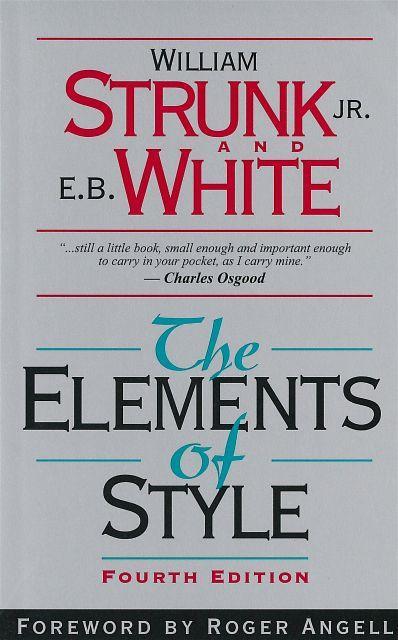 WILLIAM
STRUNK JR.
AND
E.B. WHITE
“...still a little book, small enough and important enough
to carry in your pocket, as I carry mine.”
— Charles Osgood
The
ELEMENTS
of
STYLE
FOURTH EDITION
FOREWORD BY ROGER ANGELL